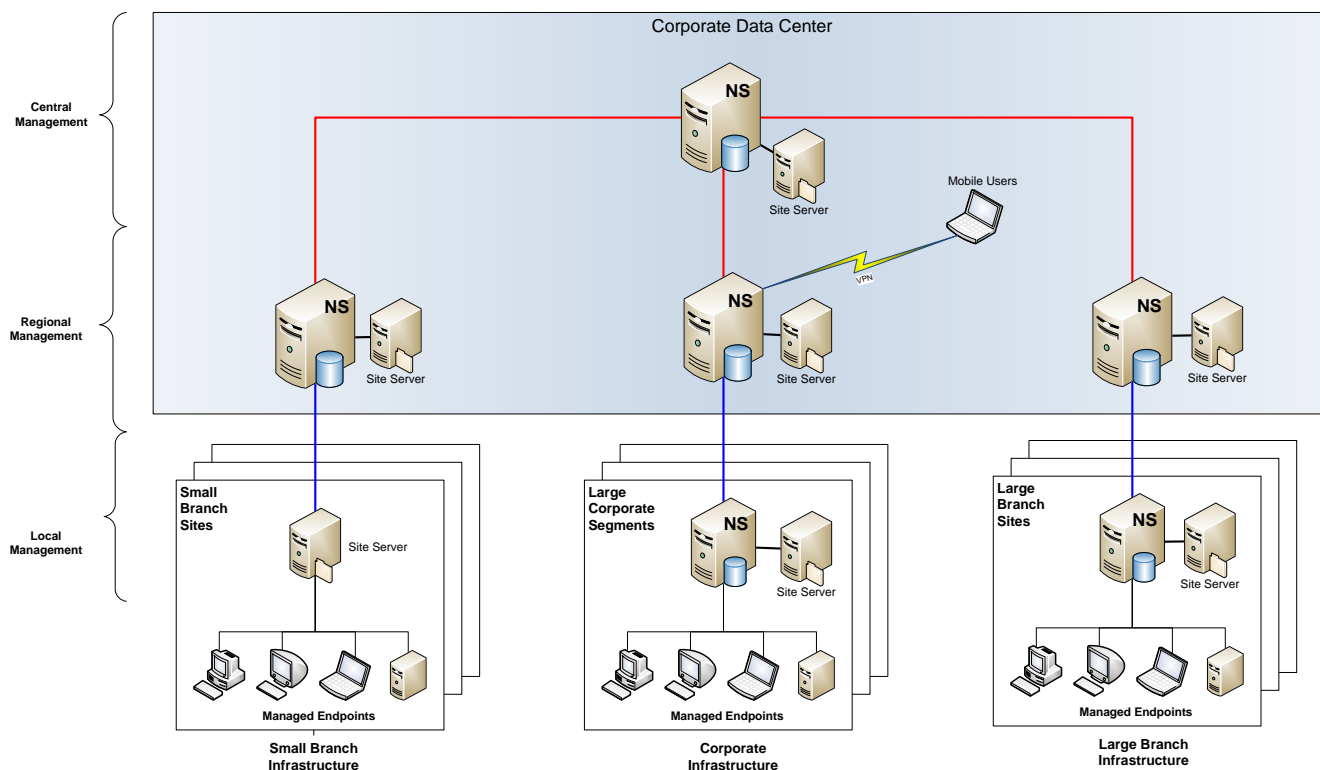 Corporate Data Center
Central
Management
NS
Site Server
Mobile Users
VPN
Regional
Management
NS
Site Server
NS
Site Server
NS
Site Server
Local
Management
Small
Branch
Sites
Site Server
Managed Endpoints
Small Branch
Infrastructure
Large
Corporate
Segments
NS
Site Server
Managed Endpoints
Corporate
Infrastructure
Large
Branch
Sites
NS
Site Server
Managed Endpoints
Large Branch
Infrastructure